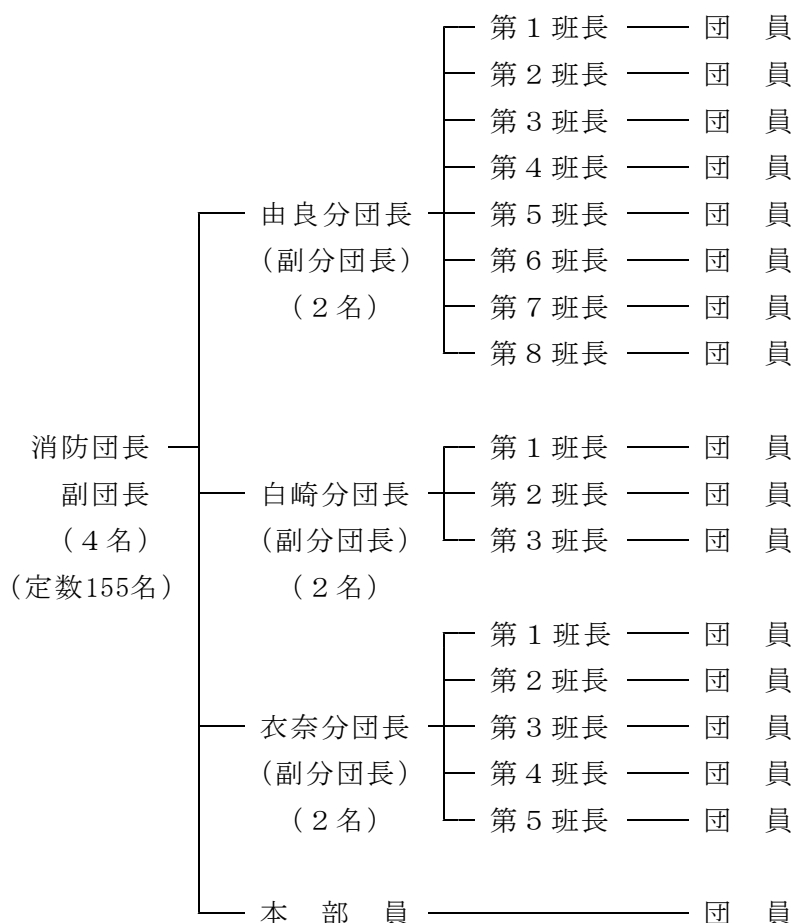 第１班長 団　員
第２班長 団　員
第３班長 団　員
第４班長 団　員
由良分団長 第５班長 団　員
（副分団長） 第６班長 団　員
（２名） 第７班長 団　員
第８班長 団　員
消防団長 第１班長 団　員
副団長 白崎分団長 第２班長 団　員
（４名） （副分団長） 第３班長 団　員
（定数155名） （２名）
第１班長 団　員
第２班長 団　員
衣奈分団長 第３班長 団　員
（副分団長） 第４班長 団　員
（２名） 第５班長 団　員
本　部　員 団　員